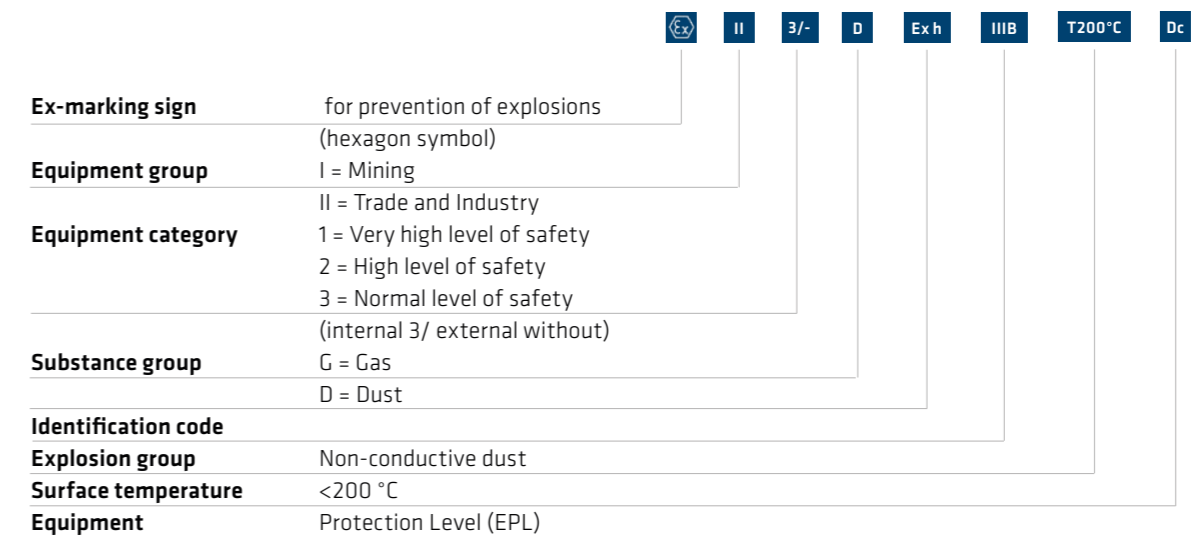 Ex II 3/- D Ex h IIIB T200°C Dc
Ex-marking sign for prevention of explosions
(hexagon symbol)
Equipment group I = Mining
II = Trade and Industry
Equipment category 1 = Very high level of safety
2 = High level of safety
3 = Normal level of safety
(internal 3/ external without)
Substance group G = Gas
D = Dust
Identification code
Explosion group Non-conductive dust
Surface temperature <200 °C
Equipment Protection Level (EPL)